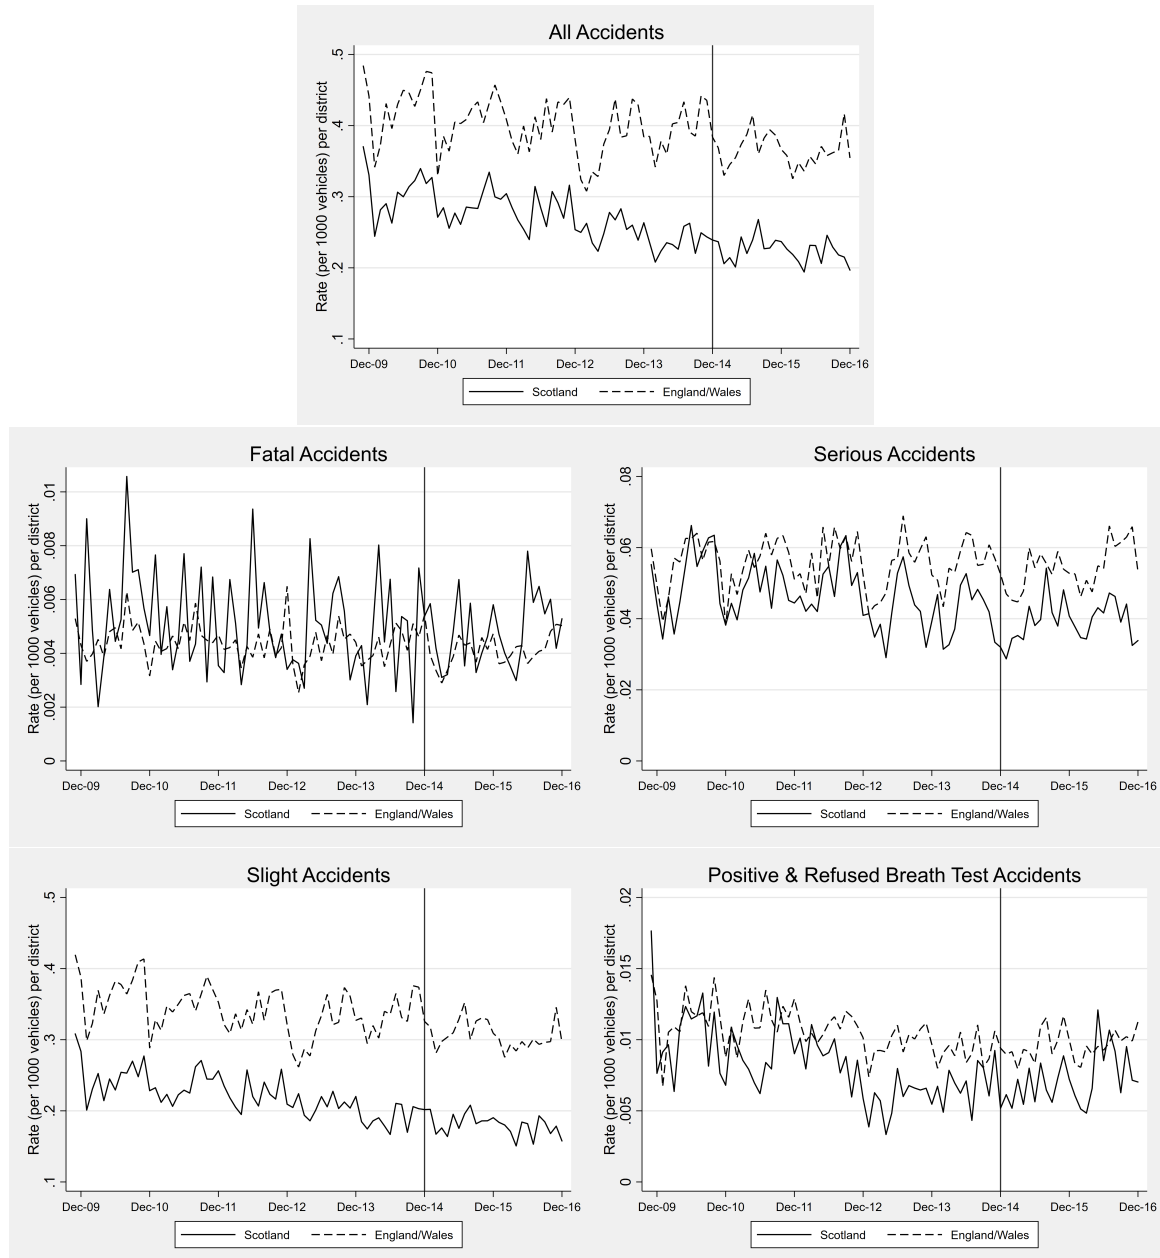 All Accidents
Rate (per 1000 vehicles) per district
.5
.4
.3
.2
.1
Dec-09 Dec-10 Dec-11 Dec-12 Dec-13 Dec-14 Dec-15 Dec-16
Scotland England/Wales
Fatal Accidents
Rate (per 1000 vehicles) per district
.01
.008
.006
.004
.002
0
Dec-09 Dec-10 Dec-11 Dec-12 Dec-13 Dec-14 Dec-15 Dec-16
Scotland England/Wales
Serious Accidents
Rate (per 1000 vehicles) per district
.08
.06
.04
.02
0
Dec-09 Dec-10 Dec-11 Dec-12 Dec-13 Dec-14 Dec-15 Dec-16
Scotland England/Wales
Slight Accidents
Rate (per 1000 vehicles) per district
.5
.4
.3
.2
.1
Dec-09 Dec-10 Dec-11 Dec-12 Dec-13 Dec-14 Dec-15 Dec-16
Scotland England/Wales
Positive & Refused Breath Test Accidents
Rate (per 1000 vehicles) per district
.02
.015
.01
.005
0
Dec-09 Dec-10 Dec-11 Dec-12 Dec-13 Dec-14 Dec-15 Dec-16
Scotland England/Wales